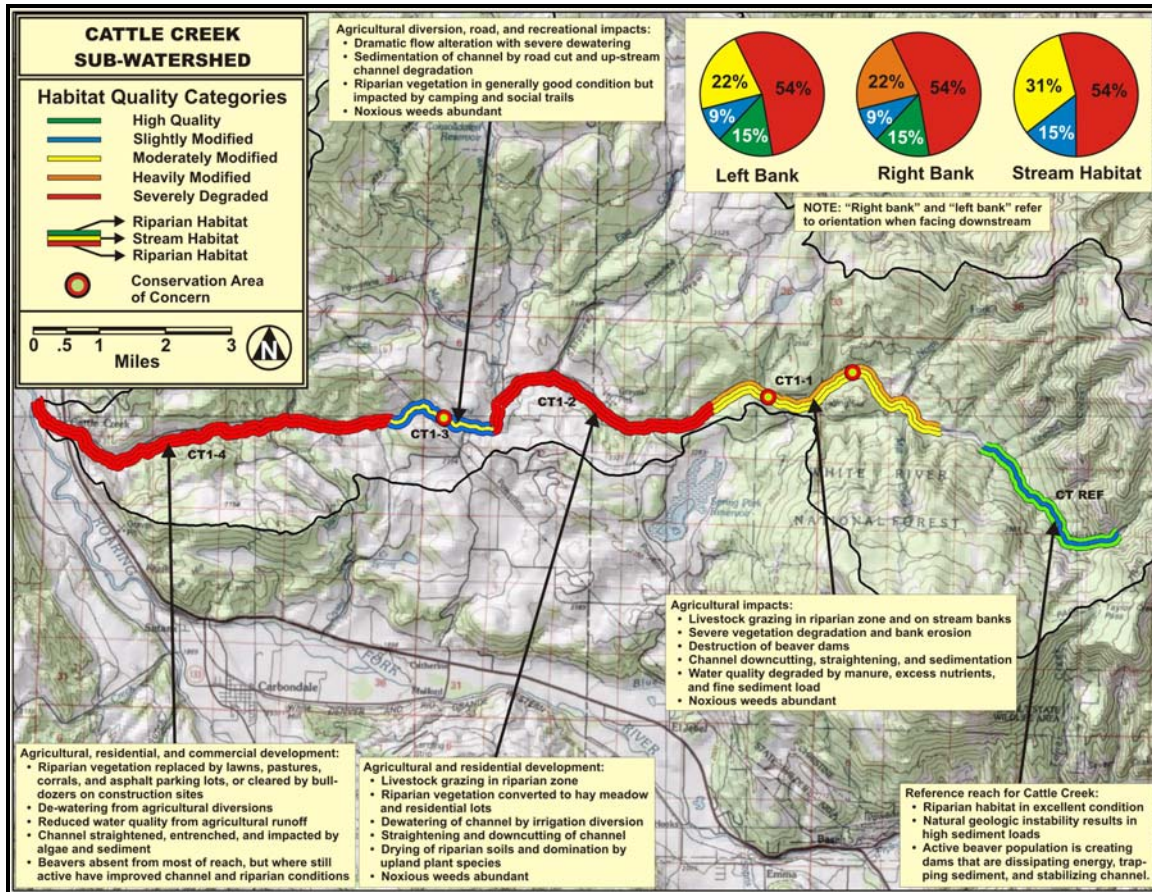 CATTLE CREEK
SUB-WATERSHED
Habitat Quality Categories
High Quality
Slightly Modified
Moderately Modified
Heavily Modified
Severely Degraded
Riparian Habitat
Stream Habitat
Riparian Habitat
Conservation Area
of Concern
0 .5 1 2 3
Miles
N
Agricultural diversion, road, and recreational impacts:
• Dramatic flow alteration with severe dewatering
• Sedimentation of channel by road cut and up-stream
channel degradation
• Riparian vegetation in generally good condition but
impacted by camping and social trails
• Noxious weeds abundant
22% 54% 9% 15%
Left Bank
22% 54% 9% 15%
Right Bank
31% 54% 15%
Stream Habitat
NOTE: “Right bank” and “left bank” refer
to orientation when facing downstream
CT1-1
CT1-2
CT1-3
CT1-4
CT REF
Cattle Creek
WHITE RIVER
NATIONAL FOREST
Spring Park
Reservoir
ROARING
FORK
RIVER
Carbondale
El Jebel
Emma
Agricultural impacts:
• Livestock grazing in riparian zone and on stream banks
• Severe vegetation degradation and bank erosion
• Destruction of beaver dams
• Channel downcutting, straightening, and sedimentation
• Water quality degraded by manure, excess nutrients,
and fine sediment load
• Noxious weeds abundant
Agricultural, residential, and commercial development:
• Riparian vegetation replaced by lawns, pastures,
corrals, and asphalt parking lots, or cleared by bull-
dozers on construction sites
• De-watering from agricultural diversions
• Reduced water quality from agricultural runoff
• Channel straightened, entrenched, and impacted by
algae and sediment
• Beavers absent from most of reach, but where still
active have improved channel and riparian conditions
Agricultural and residential development:
• Livestock grazing in riparian zone
• Riparian vegetation converted to hay meadow
and residential lots
• Dewatering of channel by irrigation diversion
• Straightening and downcutting of channel
• Drying of riparian soils and domination by
upland plant species
• Noxious weeds abundant
Reference reach for Cattle Creek:
• Riparian habitat in excellent condition
• Natural geologic instability results in
high sediment loads
• Active beaver population is creating
dams that are dissipating energy, trap-
ping sediment, and stabilizing channel.